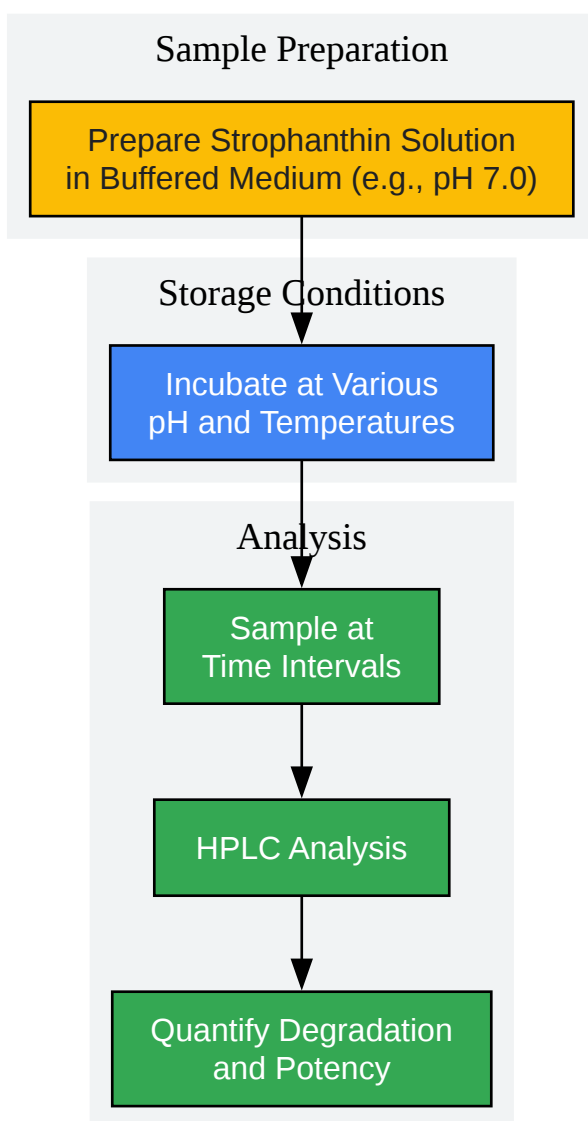 Sample Preparation
Prepare Strophanthin Solution
in Buffered Medium (e.g., pH 7.0)
Storage Conditions
Incubate at Various
pH and Temperatures
Analysis
Sample at
Time Intervals
HPLC Analysis
Quantify Degradation
and Potency